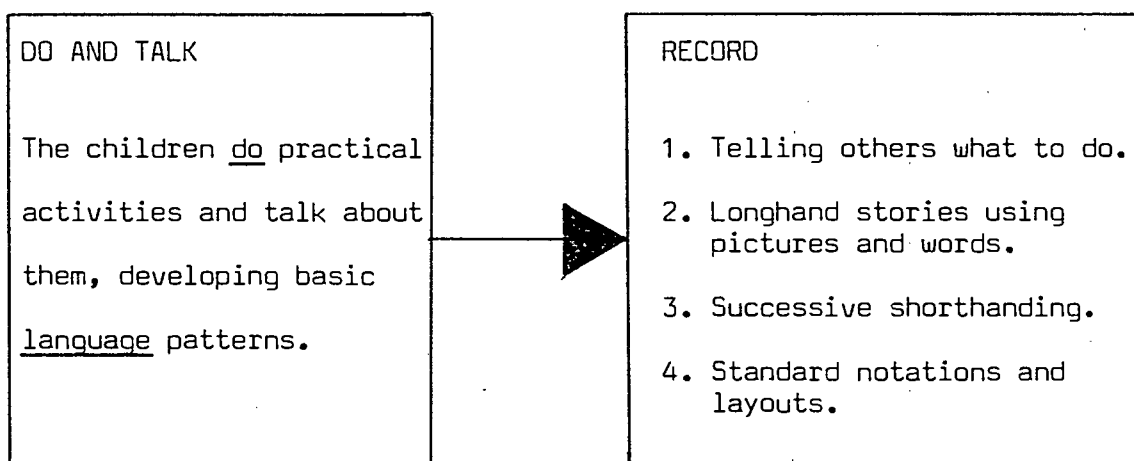 DO AND TALK
The children do practical
activities and talk about
them, developing basic
language patterns.
RECORD
1. Telling others what to do.
2. Longhand stories using
pictures and words.
3. Successive shorthanding.
4. Standard notations and
layouts.